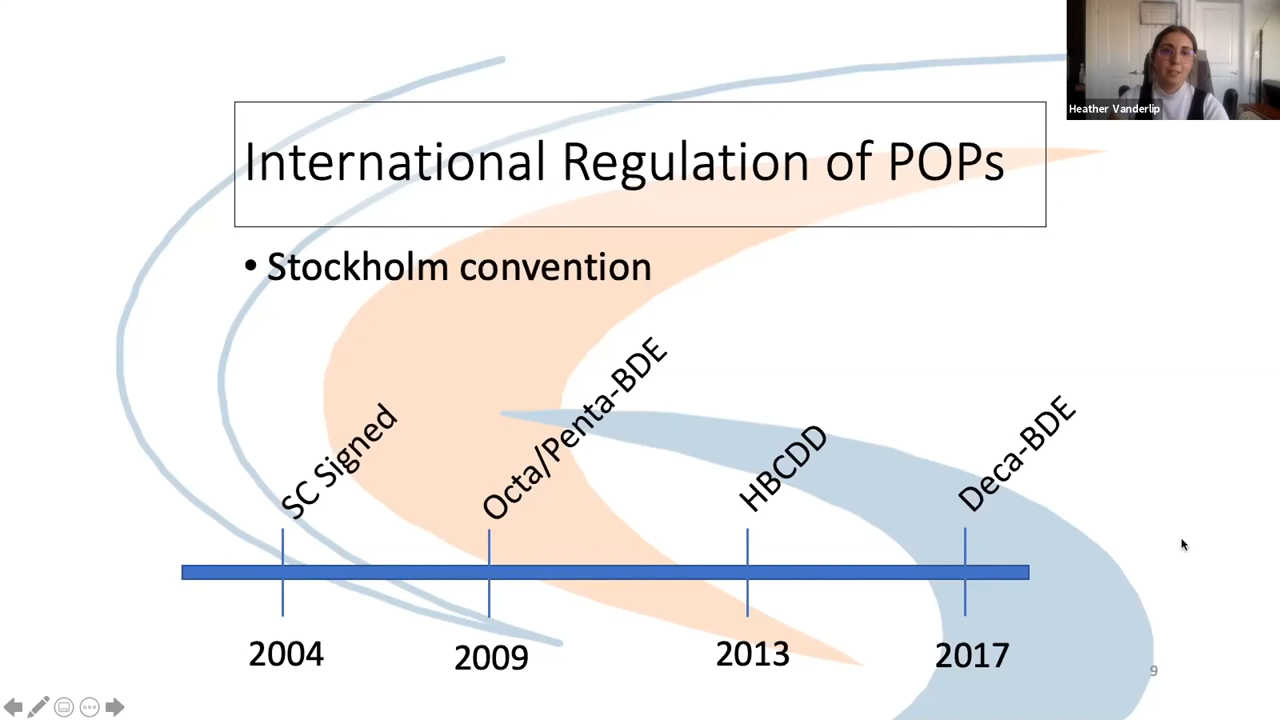 Heather Vanderlip
International Regulation of POPs
• Stockholm convention
SC Signed
Octa/Penta-BDE
HBCDD
Deca-BDE
2004
2009
2013
2017
9